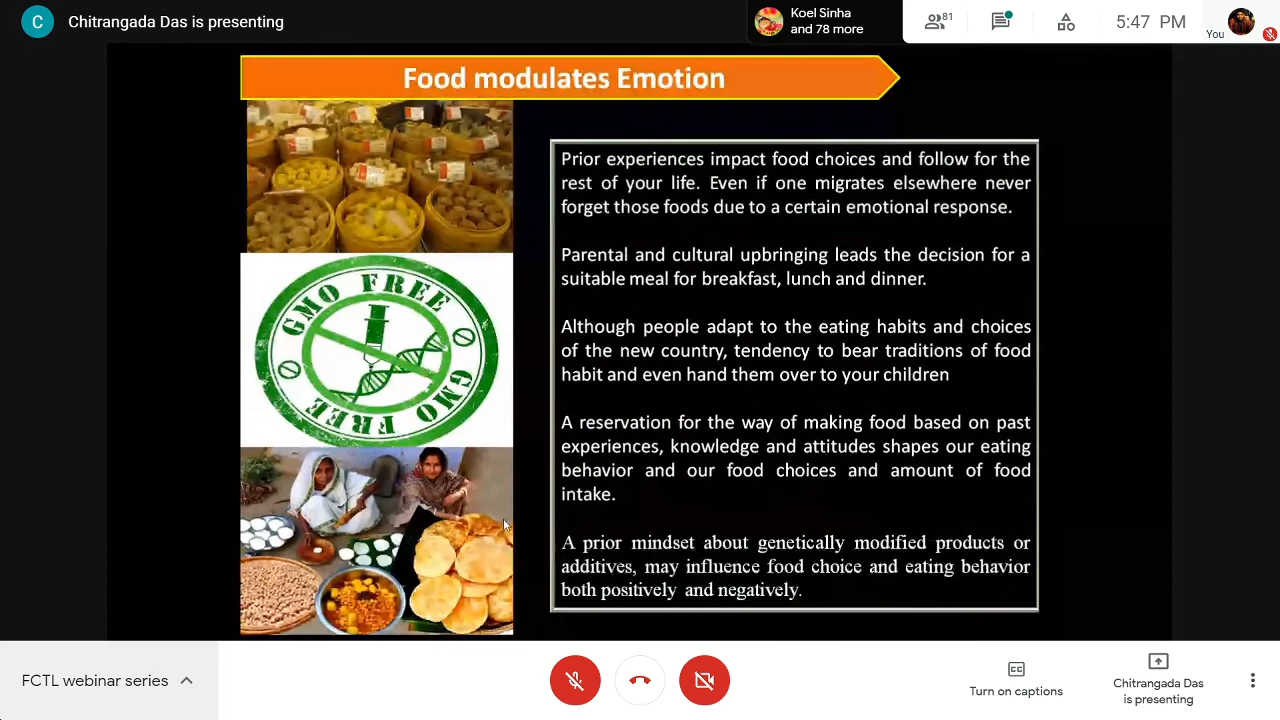 C
Chitrangada Das is presenting
Koel Sinha
and 78 more
81
5:47 PM
You
Food modulates Emotion
GMO FREE
GMO FREE
Prior experiences impact food choices and follow for the
rest of your life. Even if one migrates elsewhere never
forget those foods due to a certain emotional response.
Parental and cultural upbringing leads the decision for a
suitable meal for breakfast, lunch and dinner.
Although people adapt to the eating habits and choices
of the new country, tendency to bear traditions of food
habit and even hand them over to your children
A reservation for the way of making food based on past
experiences, knowledge and attitudes shapes our eating
behavior and our food choices and amount of food
intake.
A prior mindset about genetically modified products or
additives, may influence food choice and eating behavior
both positively and negatively.
FCTL webinar series
CC
Turn on captions
Chitrangada Das
is presenting